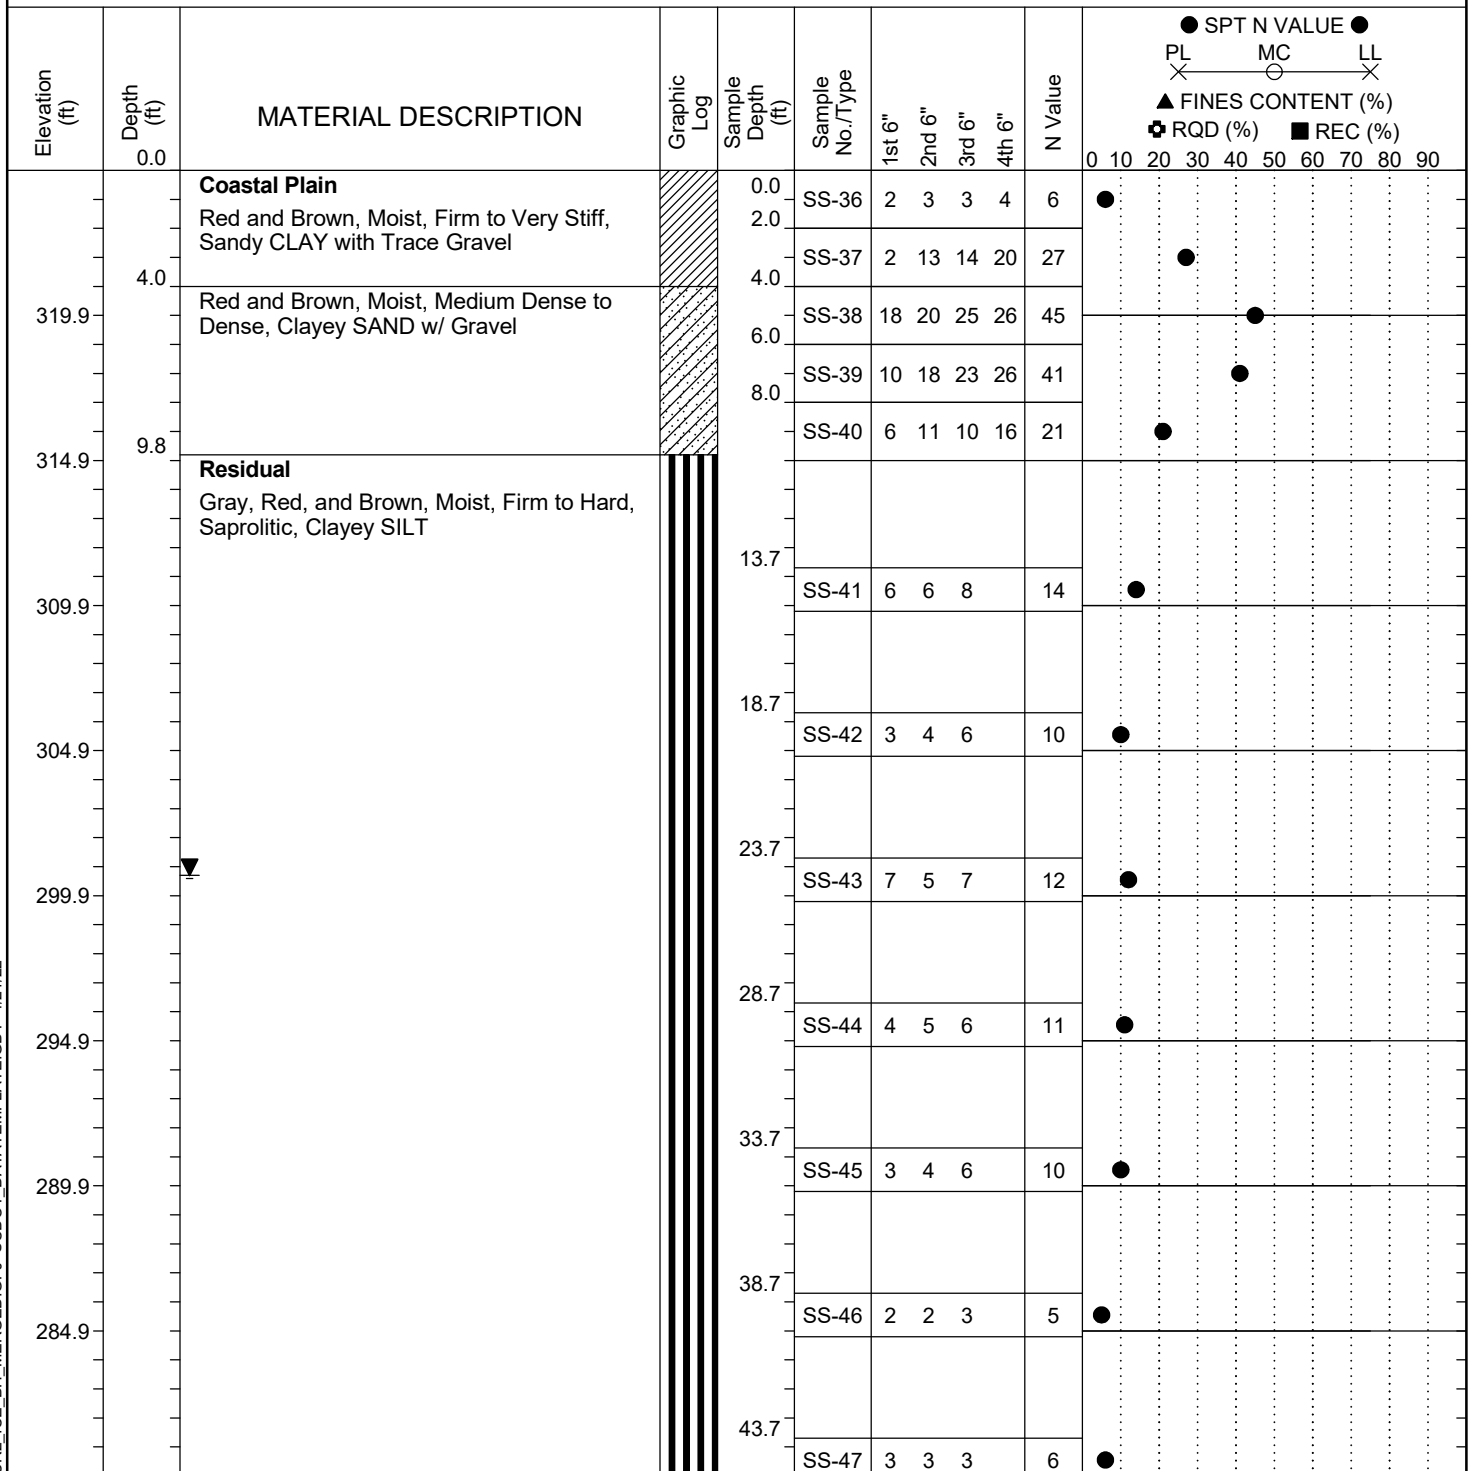 ● SPT N VALUE ●
PL MC LL
▲ FINES CONTENT (%)
RQD (%) ■ REC (%)
0 10 20 30 40 50 60 70 80 90
Elevation (ft)
Depth (ft)
0.0
MATERIAL DESCRIPTION
Graphic Log
Sample Depth (ft)
Sample No./Type
1st 6"
2nd 6"
3rd 6"
4th 6"
N Value
Coastal Plain
Red and Brown, Moist, Firm to Very Stiff,
Sandy CLAY with Trace Gravel
0.0
SS-36 2 3 3 4 6
2.0
SS-37 2 13 14 20 27
4.0 4.0
Red and Brown, Moist, Medium Dense to
Dense, Clayey SAND w/ Gravel
319.9 SS-38 18 20 25 26 45
6.0
SS-39 10 18 23 26 41
8.0
SS-40 6 11 10 16 21
9.8
314.9
Residual
Gray, Red, and Brown, Moist, Firm to Hard,
Saprolitic, Clayey SILT
13.7
SS-41 6 6 8 14
309.9
18.7
SS-42 3 4 6 10
304.9
23.7
SS-43 7 5 7 12
299.9
28.7
SS-44 4 5 6 11
294.9
33.7
SS-45 3 4 6 10
289.9
38.7
SS-46 2 2 3 5
284.9
43.7
SS-47 3 3 3 6